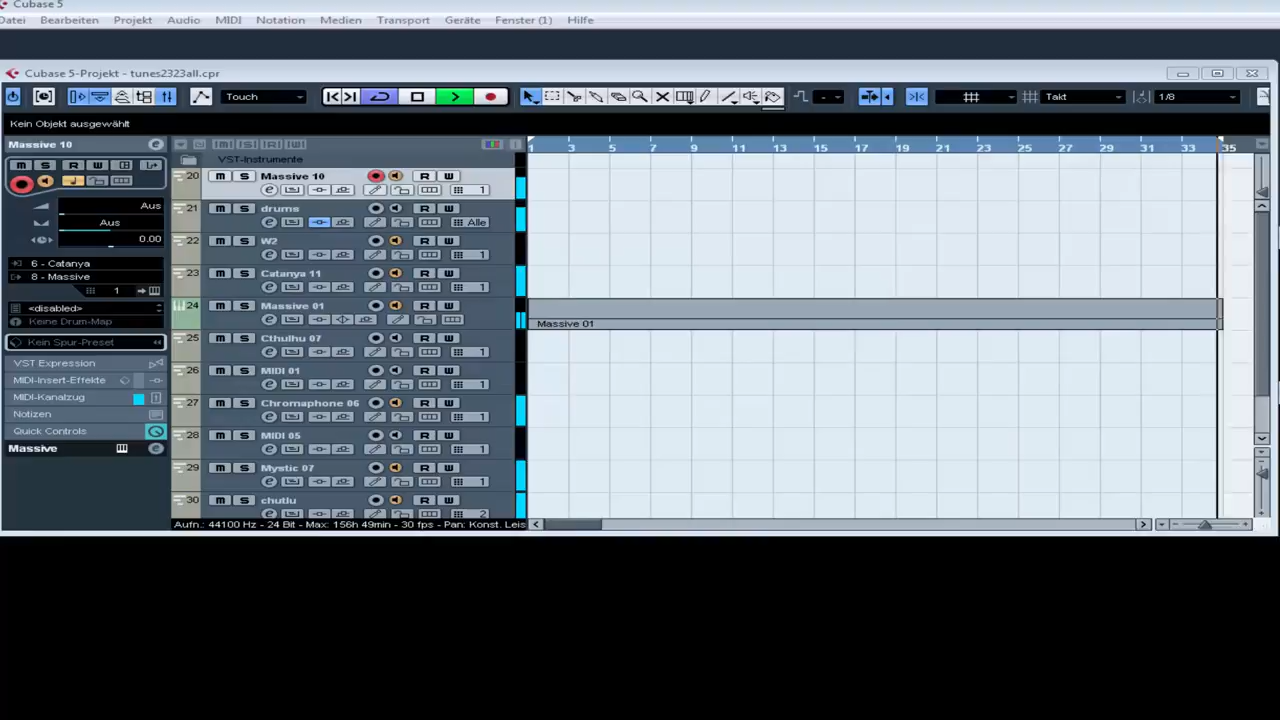 Cubase 5
Datei Bearbeiten Projekt Audio MIDI Notation Medien Transport Geräte Fenster (1) Hilfe
Cubase 5-Projekt - tunes2323all.cpr
Touch Takt 1/8
Kein Objekt ausgewählt
Massive 10
VST-Instrumente
1 3 5 7 9 11 13 15 17 19 21 23 25 27 29 31 33 35
20 m S Massive 10 R W
e 1
21 m S drums R W
e Alle
22 m S W2 R W
e 1
23 m S Catanya 11 R W
e 1
24 m S Massive 01 R W
e
Massive 01
25 m S Cthulhu 07 R W
e 1
26 m S MIDI 01 R W
e 1
27 m S Chromaphone 06 R W
e 1
28 m S MIDI 05 R W
e 1
29 m S Mystic 07 R W
e 1
30 m S chutlu R W
e 2
m S R W
Aus
Aus
0.00
6 - Catanya
8 - Massive
1
<disabled>
Keine Drum-Map
Kein Spur-Preset
VST Expression
MIDI-Insert-Effekte
MIDI-Kanalzug
Notizen
Quick Controls
Massive
Aufn.: 44100 Hz - 24 Bit - Max: 156h 49min - 30 fps - Pan: Konst. Leis